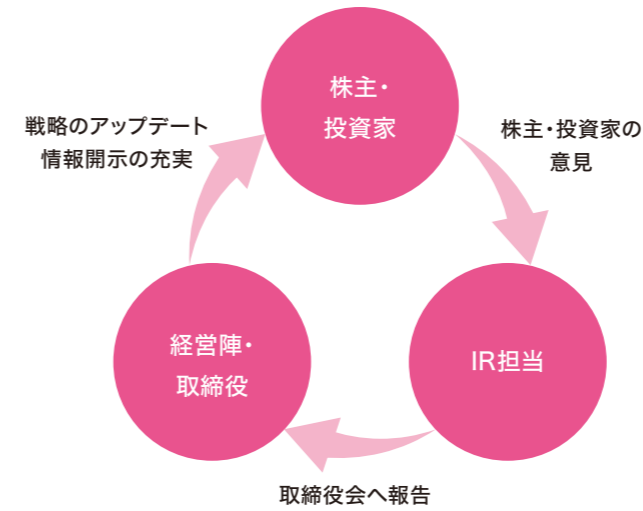 株主・
投資家
戦略のアップデート
情報開示の充実
株主・投資家の
意見
経営陣・
取締役
IR担当
取締役会へ報告